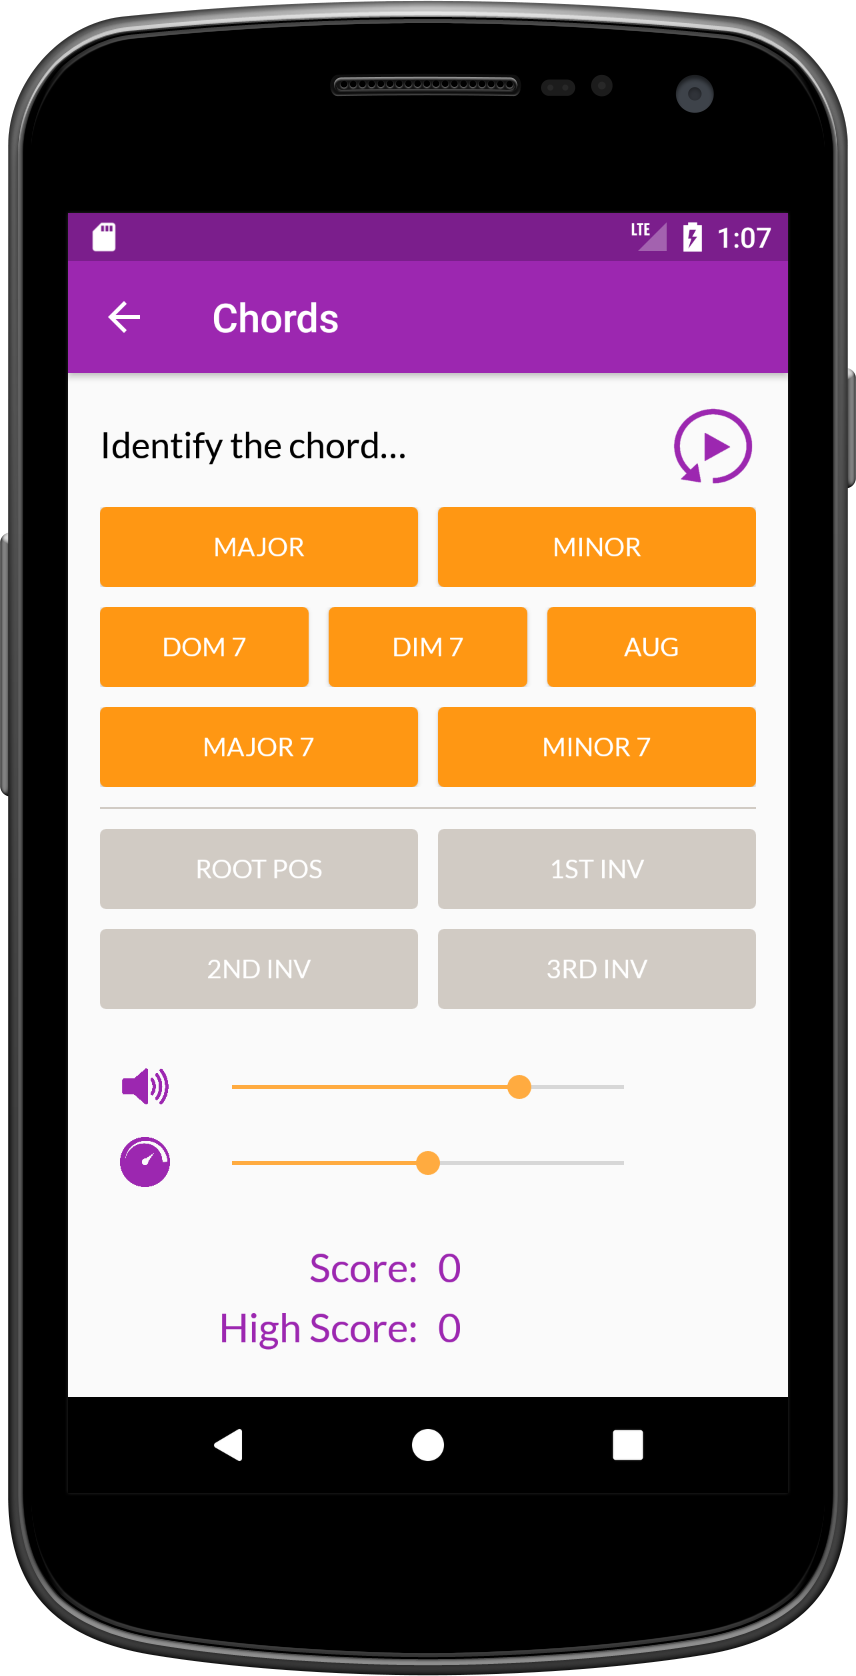 LTE 1:07
Chords
Identify the chord...
MAJOR MINOR
DOM 7 DIM 7 AUG
MAJOR 7 MINOR 7
ROOT POS 1ST INV
2ND INV 3RD INV
Score: 0
High Score: 0